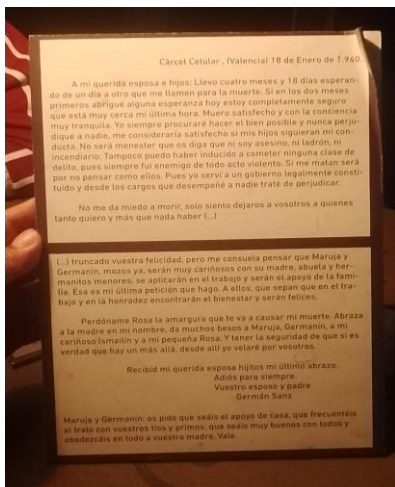 Cárcel Celular , (Valencia) 18 de Enero de 1.940.
A mi querida esposa e hijos: Llevo cuatro meses y 18 días esperan-
do de un día a otro que me llamen para la muerte. Si en los dos meses
primeros abrigué alguna esperanza hoy estoy completamente seguro
que está muy cerca mi última hora. Muero satisfecho y con la conciencia
muy tranquila. Yo siempre procuraré hacer el bien posible y nunca perju-
dique a nadie, me consideraría satisfecho si mis hijos siguieran mi con-
ducta. No será menester que os diga que ni soy asesino, ni ladrón, ni
incendiario. Tampoco puedo haber inducido a cometer ninguna clase de
delito, pues siempre fui enemigo de todo acto violento. Si me matan será
por no pensar como ellos. Pues yo serví a un gobierno legalmente consti-
tuido y desde los cargos que desempeñé a nadie traté de perjudicar.
No me da miedo a morir, solo siento dejaros a vosotros a quienes
tanto quiero y más que nada haber (...)
(...) truncado vuestra felicidad, pero me consuela pensar que Maruja y
Germanín, mozos ya, serán muy cariñosos con su madre, abuela y her-
manitos menores, se aplicarán en el trabajo y serán el apoyo de la fami-
lia. Esa es mi última petición que hago. A ellos, que sepan que en el tra-
bajo y en la honradez encontrarán el bienestar y serán felices.
Perdóname Rosa la amargura que te va a causar mi muerte. Abraza
a la madre en mi nombre, da muchos besos a Maruja, Germanín, a mi
cariñoso Ismailín y a mi pequeña Rosa. Y tener la seguridad de que si es
verdad que hay un más allá, desde allí yo velaré por vosotros.
Recibid mi querida esposa hijitos mi último abrazo.
Adiós para siempre.
Vuestro esposo y padre
Germán Sanz
Maruja y Germanín: os pido que seáis el apoyo de casa, que frecuentéis
el trato con vuestros tíos y primos, que seáis muy buenos con todos y
obedezcáis en todo a vuestra madre. Vale.